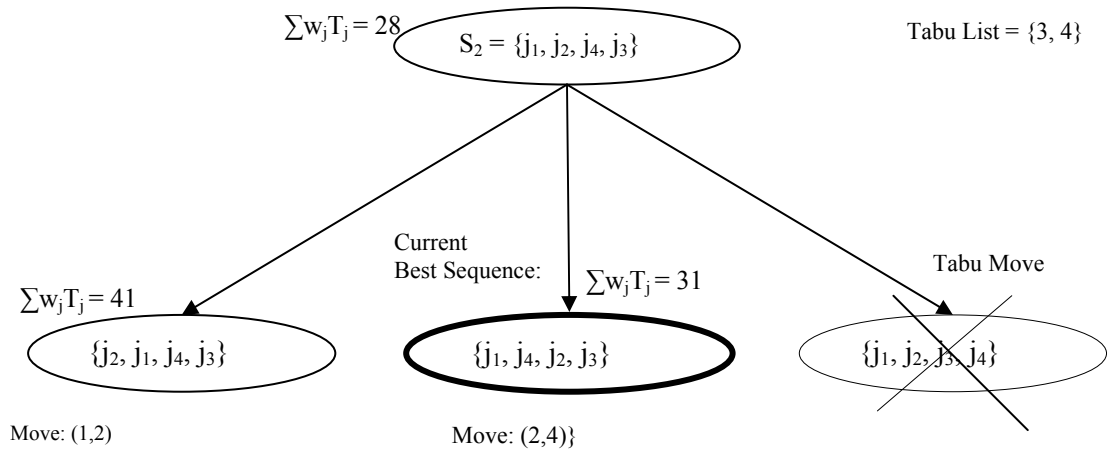 ∑wⱼTⱼ = 28
S₂ = {j₁, j₂, j₄, j₃}
Tabu List = {3, 4}
Current
Best Sequence:
Tabu Move
∑wⱼTⱼ = 41
∑wⱼTⱼ = 31
{j₂, j₁, j₄, j₃}
{j₁, j₄, j₂, j₃}
{j₁, j₂, j₃, j₄}
Move: (1,2)
Move: (2,4)}